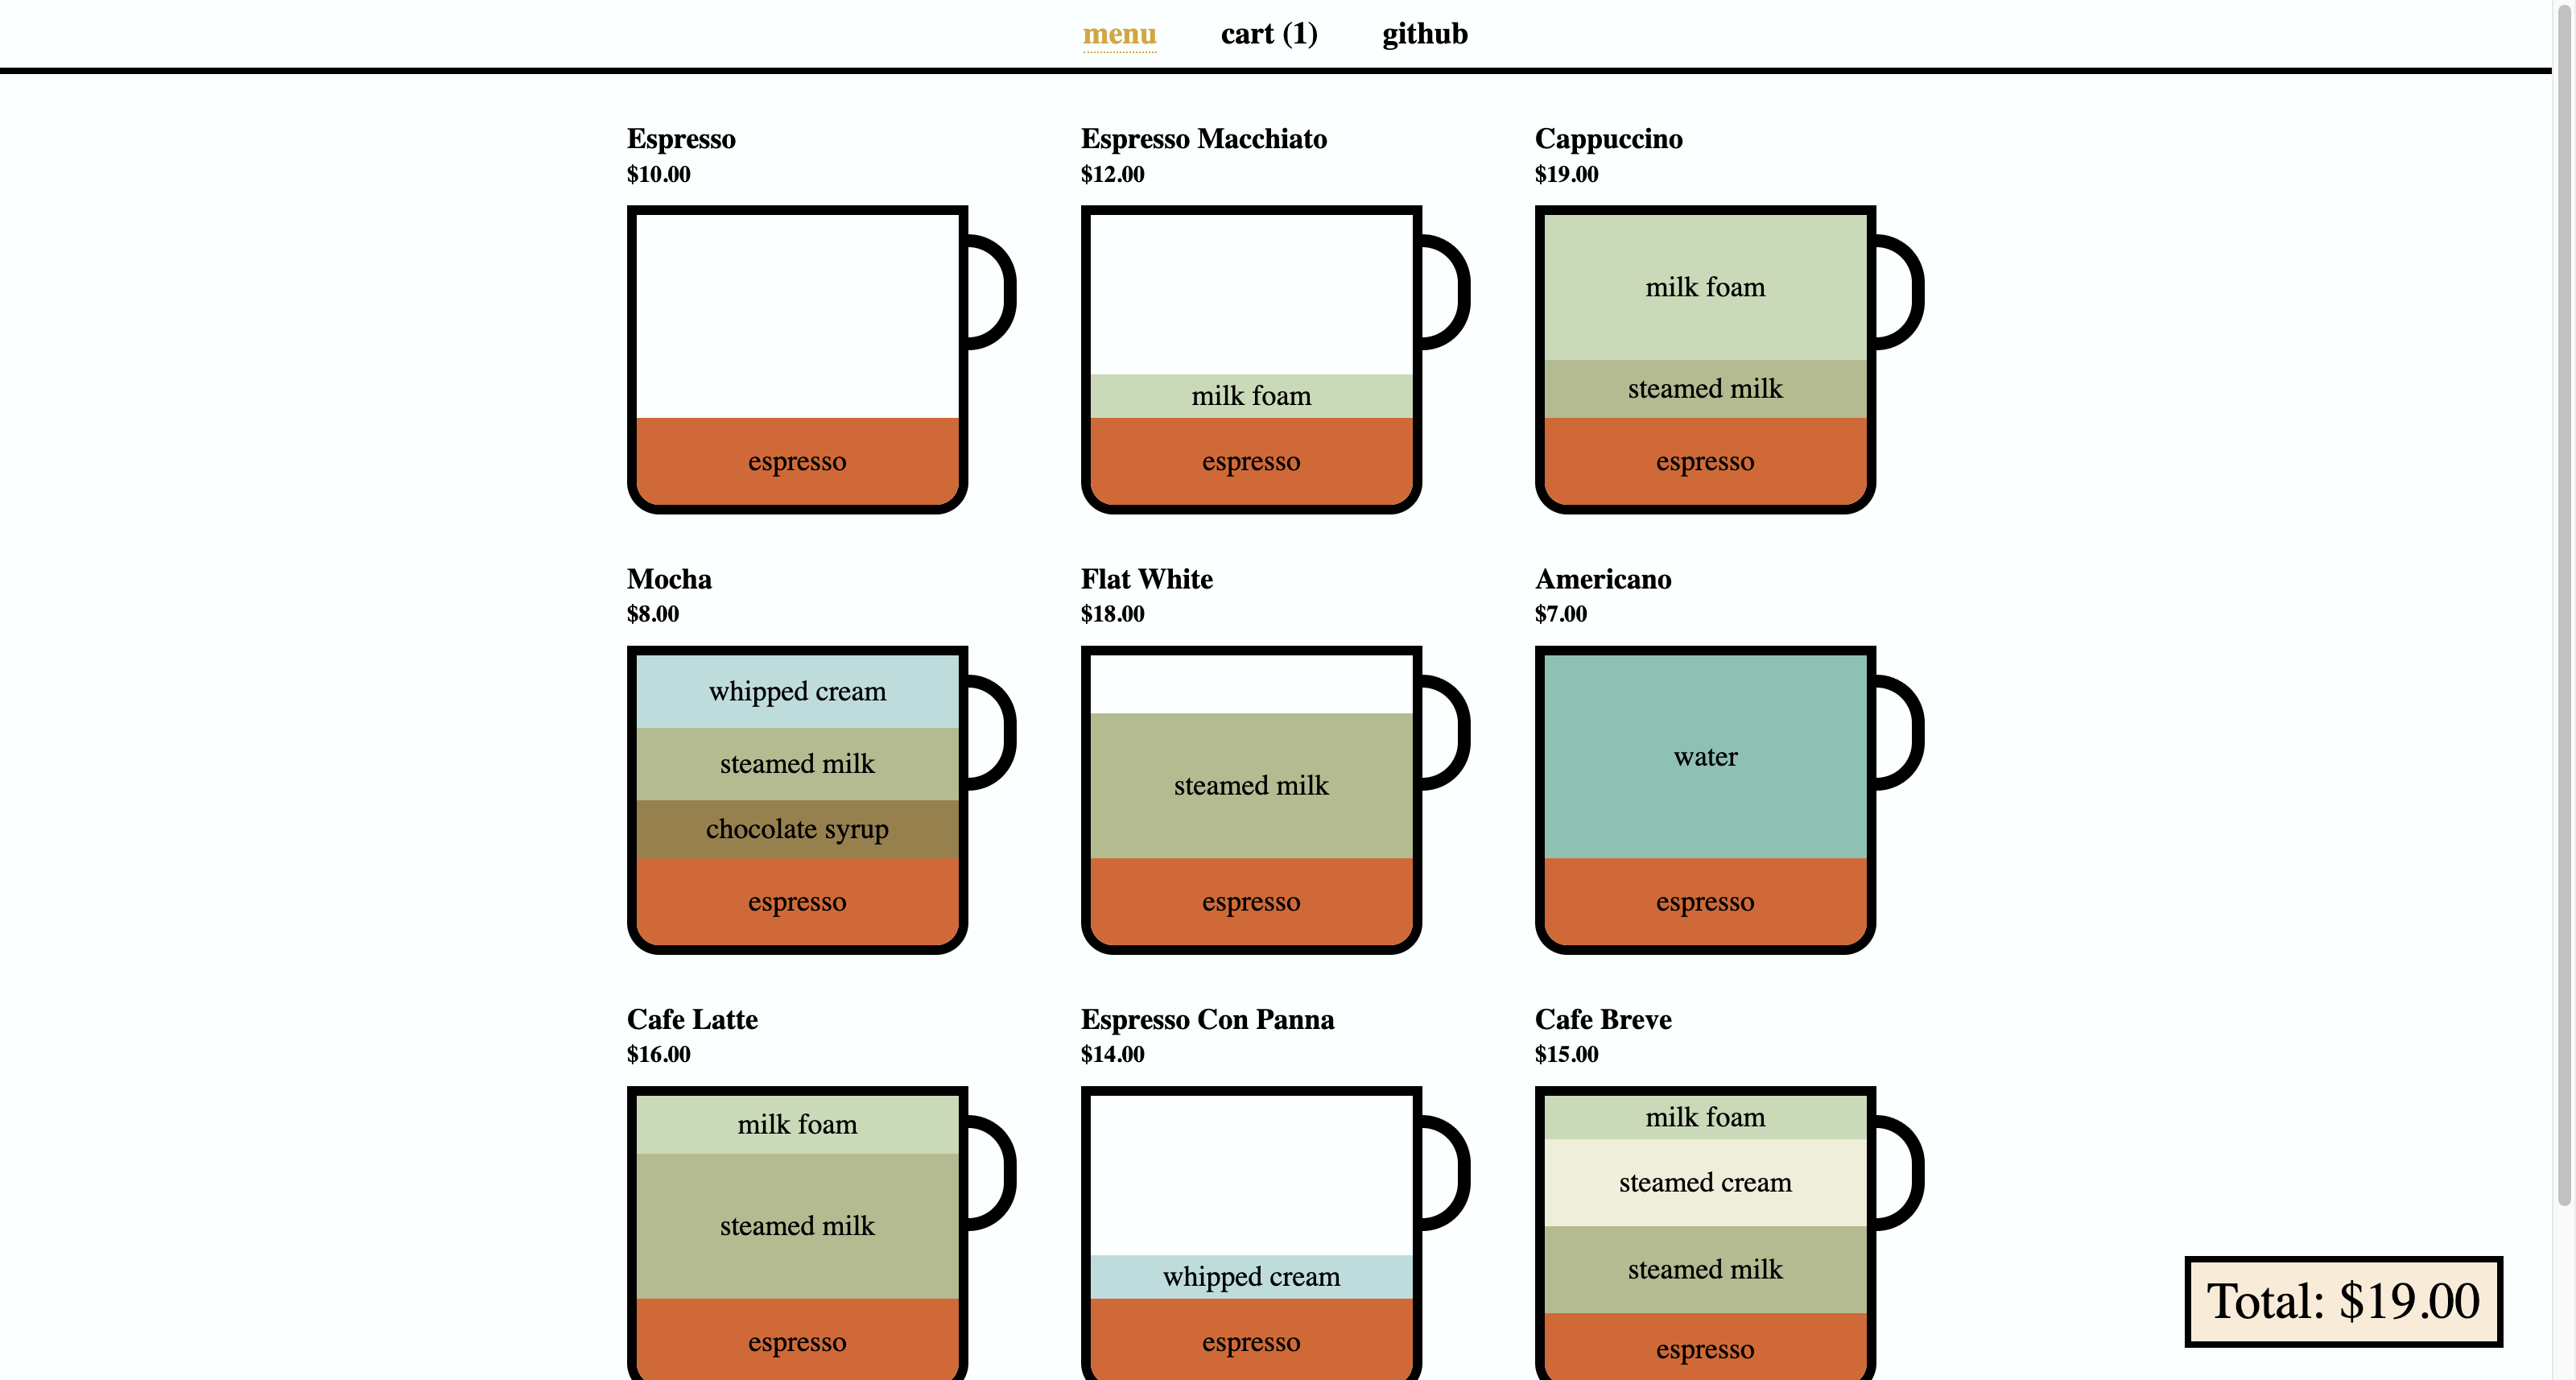 menu cart (1) github
Espresso
$10.00
espresso
Espresso Macchiato
$12.00
milk foam
espresso
Cappuccino
$19.00
milk foam
steamed milk
espresso
Mocha
$8.00
whipped cream
steamed milk
chocolate syrup
espresso
Flat White
$18.00
steamed milk
espresso
Americano
$7.00
water
espresso
Cafe Latte
$16.00
milk foam
steamed milk
espresso
Espresso Con Panna
$14.00
whipped cream
espresso
Cafe Breve
$15.00
milk foam
steamed cream
steamed milk
espresso
Total: $19.00